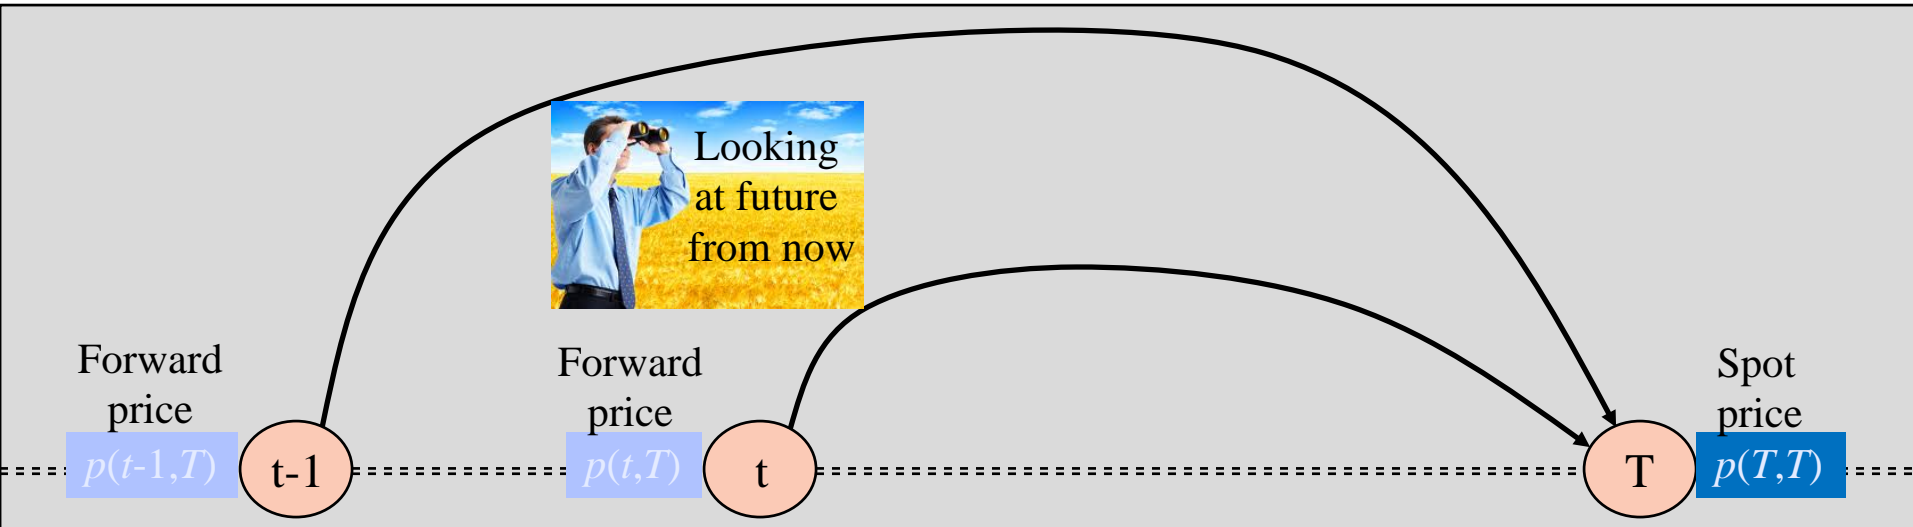 Looking
at future
from now
Forward
price
p(t-1,T)
t-1
Forward
price
p(t,T)
t
T
Spot
price
p(T,T)